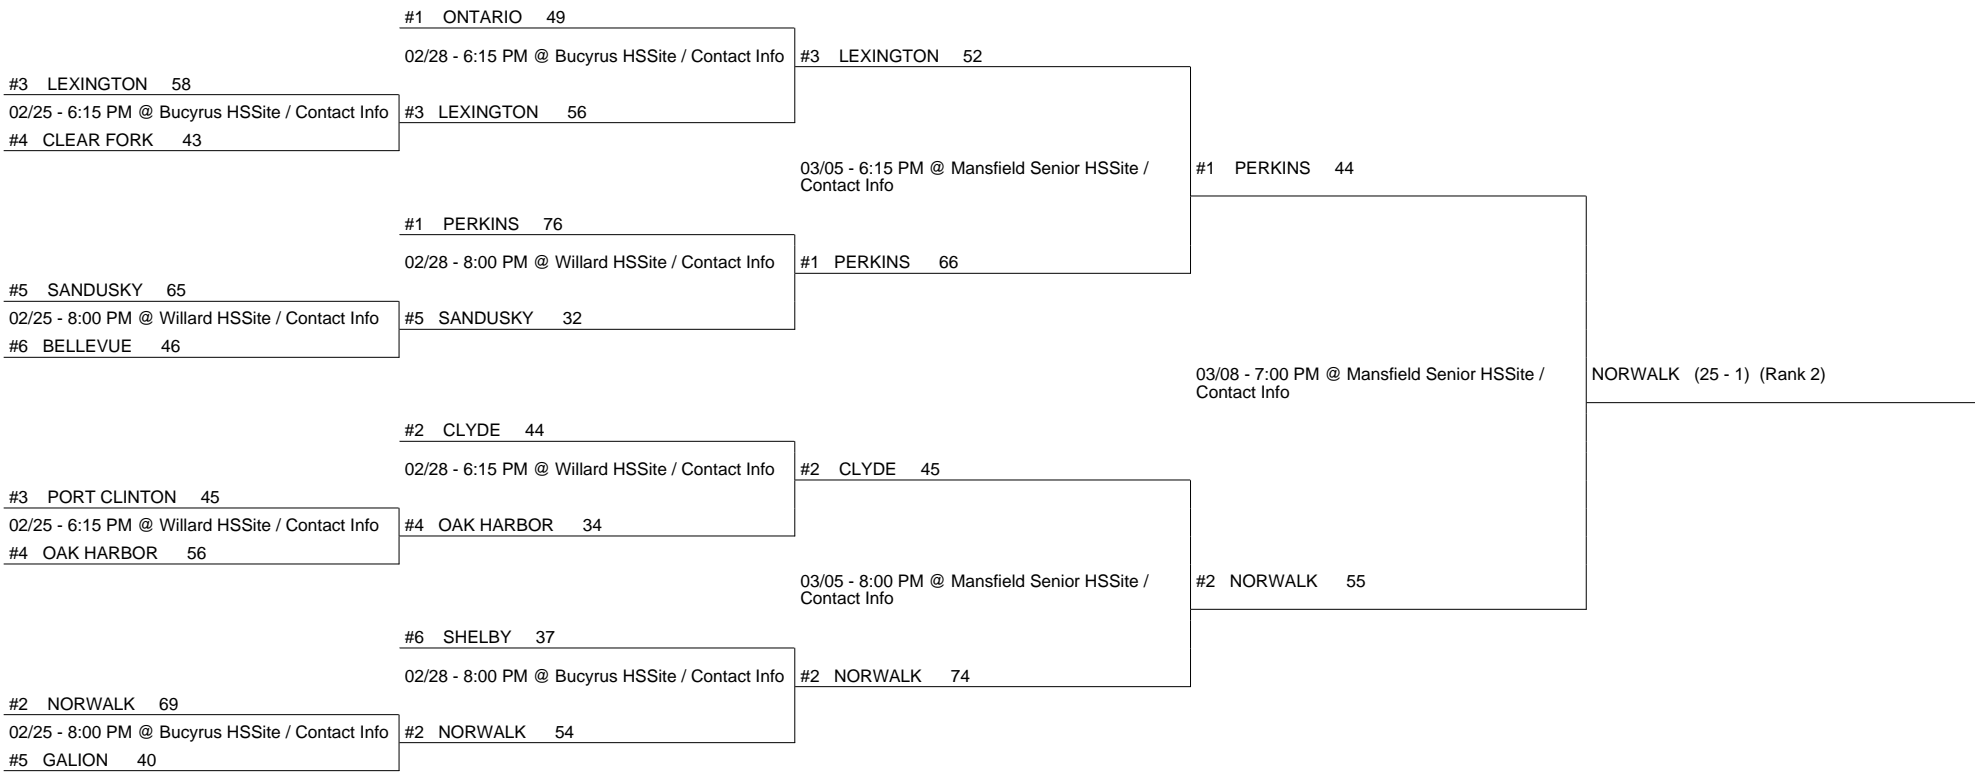 #1 ONTARIO 49
02/28 - 6:15 PM @ Bucyrus HSSite / Contact Info
#3 LEXINGTON 52
#3 LEXINGTON 58
02/25 - 6:15 PM @ Bucyrus HSSite / Contact Info
#3 LEXINGTON 56
#4 CLEAR FORK 43
03/05 - 6:15 PM @ Mansfield Senior HSSite /
Contact Info
#1 PERKINS 44
#1 PERKINS 76
02/28 - 8:00 PM @ Willard HSSite / Contact Info
#1 PERKINS 66
#5 SANDUSKY 65
02/25 - 8:00 PM @ Willard HSSite / Contact Info
#5 SANDUSKY 32
#6 BELLEVUE 46
03/08 - 7:00 PM @ Mansfield Senior HSSite /
Contact Info
NORWALK (25 - 1) (Rank 2)
#2 CLYDE 44
02/28 - 6:15 PM @ Willard HSSite / Contact Info
#2 CLYDE 45
#3 PORT CLINTON 45
02/25 - 6:15 PM @ Willard HSSite / Contact Info
#4 OAK HARBOR 34
#4 OAK HARBOR 56
03/05 - 8:00 PM @ Mansfield Senior HSSite /
Contact Info
#2 NORWALK 55
#6 SHELBY 37
02/28 - 8:00 PM @ Bucyrus HSSite / Contact Info
#2 NORWALK 74
#2 NORWALK 69
02/25 - 8:00 PM @ Bucyrus HSSite / Contact Info
#2 NORWALK 54
#5 GALION 40